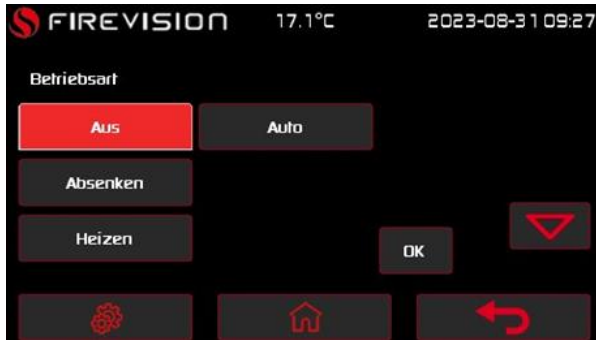 FIREVISION 17.1°C 2023-08-31 09:27
Betriebsart
Aus Auto
Absenken
Heizen
OK